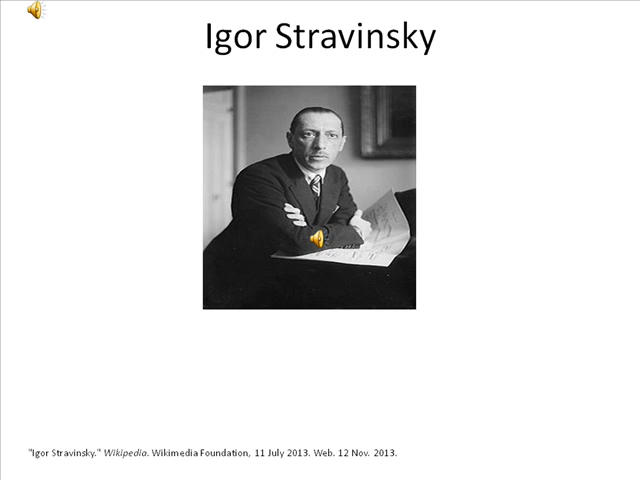 Igor Stravinsky
"Igor Stravinsky." Wikipedia. Wikimedia Foundation, 11 July 2013. Web. 12 Nov. 2013.